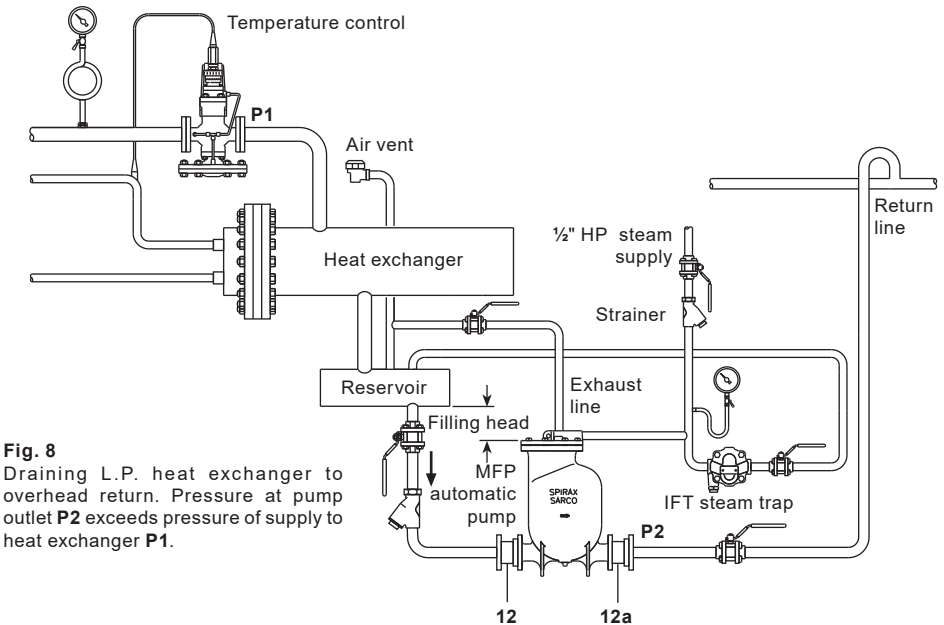 Temperature control
P1
Air vent
Return
line
½" HP steam
supply
Heat exchanger
Strainer
Reservoir
Exhaust
line
Filling head
Fig. 8
Draining L.P. heat exchanger to
overhead return. Pressure at pump
outlet P2 exceeds pressure of supply to
heat exchanger P1.
MFP
automatic
pump
SPIRAX
SARCO
IFT steam trap
P2
12
12a